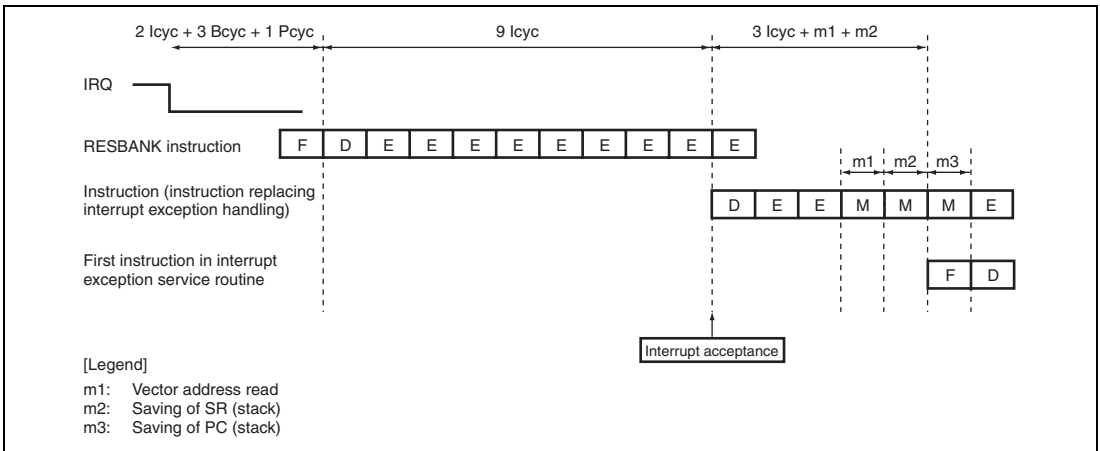 2 Icyc + 3 Bcyc + 1 Pcyc 9 Icyc 3 Icyc + m1 + m2
IRQ
RESBANK instruction F D E E E E E E E E E
m1 m2 m3
Instruction (instruction replacing
interrupt exception handling) D E E M M M E
First instruction in interrupt
exception service routine F D
Interrupt acceptance
[Legend]
m1: Vector address read
m2: Saving of SR (stack)
m3: Saving of PC (stack)